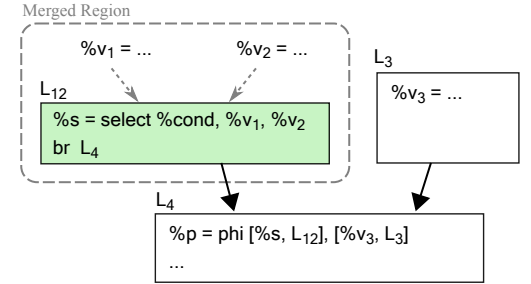 Merged Region
%v₁ = ...
%v₂ = ...
L₃
L₁₂
%v₃ = ...
%s = select %cond, %v₁, %v₂
br L₄
L₄
%p = phi [%s, L₁₂], [%v₃, L₃]
...